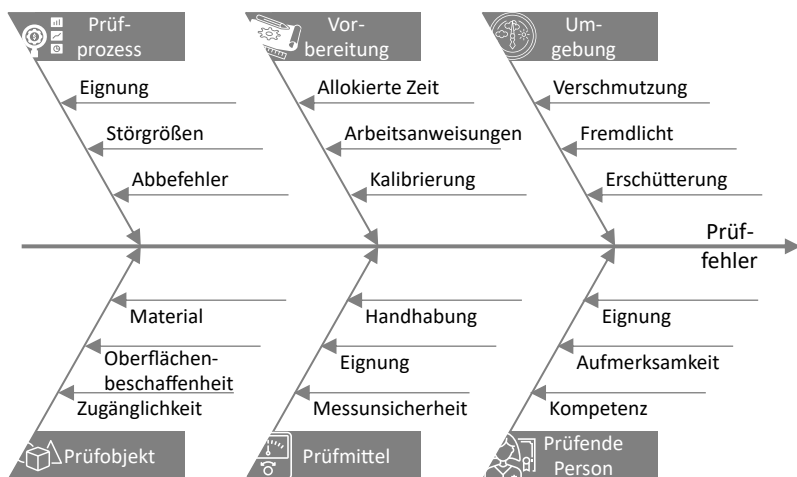 Prüf-
prozess
Vor-
bereitung
Um-
gebung
Eignung
Störgrößen
Abbefehler
Allokierte Zeit
Arbeitsanweisungen
Kalibrierung
Verschmutzung
Fremdlicht
Erschütterung
Prüf-
fehler
Material
Oberflächen-
beschaffenheit
Zugänglichkeit
Handhabung
Eignung
Messunsicherheit
Eignung
Aufmerksamkeit
Kompetenz
Prüfobjekt
Prüfmittel
Prüfende
Person